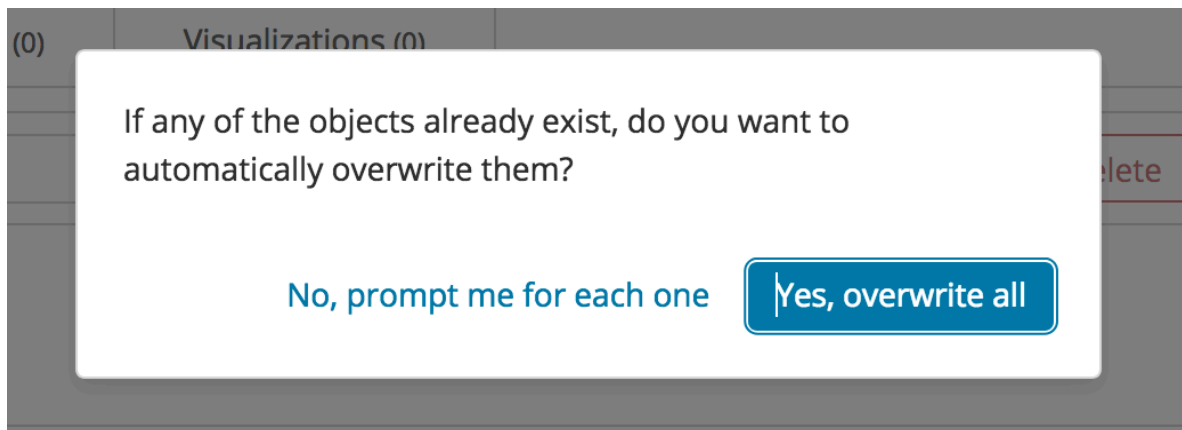 (0) Visualizations (0)
If any of the objects already exist, do you want to
automatically overwrite them?
elete
No, prompt me for each one Yes, overwrite all